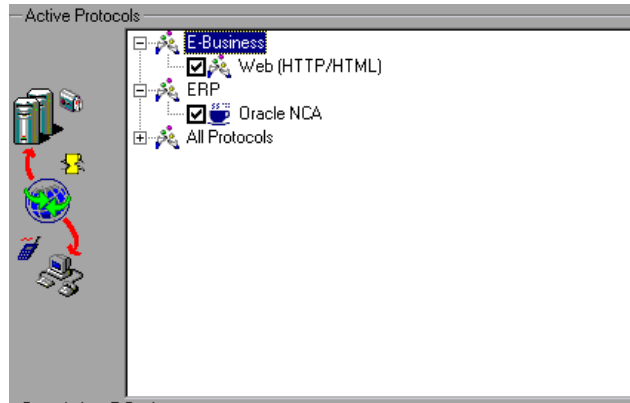 Active Protocols
E-Business
Web (HTTP/HTML)
ERP
Oracle NCA
All Protocols